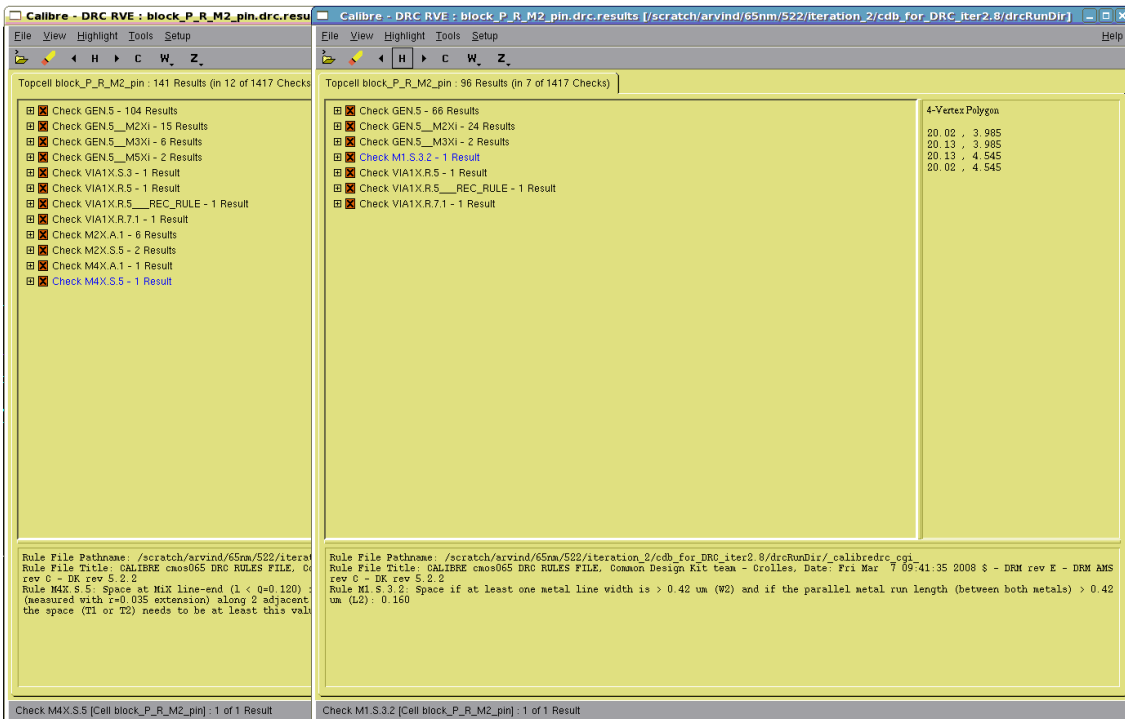 Calibre - DRC RVE : block_P_R_M2_pin.drc.resu
File View Highlight Tools Setup
H C W Z
Topcell block_P_R_M2_pin : 141 Results (in 12 of 1417 Checks
Check GEN.5 - 104 Results
Check GEN.5__M2Xi - 15 Results
Check GEN.5__M3Xi - 6 Results
Check GEN.5__M5Xi - 2 Results
Check VIA1X.S.3 - 1 Result
Check VIA1X.R.5 - 1 Result
Check VIA1X.R.5___REC_RULE - 1 Result
Check VIA1X.R.7.1 - 1 Result
Check M2X.A.1 - 6 Results
Check M2X.S.5 - 2 Results
Check M4X.A.1 - 1 Result
Check M4X.S.5 - 1 Result
Rule File Pathname: /scratch/arvind/65nm/522/iterat
Rule File Title: CALIBRE cmos065 DRC RULES FILE, Co
rev C - DK rev 5.2.2
Rule M4X.S.5: Space at MiX line-end (l < Q=0.120)
(measured with r=0.035 extension) along 2 adjacent
the space (T1 or T2) needs to be at least this valu
Check M4X.S.5 [Cell block_P_R_M2_pin] : 1 of 1 Result
Calibre - DRC RVE : block_P_R_M2_pin.drc.results [/scratch/arvind/65nm/522/iteration_2/cdb_for_DRC_iter2.8/drcRunDir]
File View Highlight Tools Setup Help
H C W Z
Topcell block_P_R_M2_pin : 96 Results (in 7 of 1417 Checks)
Check GEN.5 - 66 Results
Check GEN.5__M2Xi - 24 Results
Check GEN.5__M3Xi - 2 Results
Check M1.S.3.2 - 1 Result
Check VIA1X.R.5 - 1 Result
Check VIA1X.R.5___REC_RULE - 1 Result
Check VIA1X.R.7.1 - 1 Result
4-Vertex Polygon
20.02 , 3.985
20.13 , 3.985
20.13 , 4.545
20.02 , 4.545
Rule File Pathname: /scratch/arvind/65nm/522/iteration_2/cdb_for_DRC_iter2.8/drcRunDir/_calibredrc_cgi_
Rule File Title: CALIBRE cmos065 DRC RULES FILE, Common Design Kit team - Crolles, Date: Fri Mar 7 09:41:35 2008 $ - DRM rev E - DRM AMS
rev C - DK rev 5.2.2
Rule M1.S.3.2: Space if at least one metal line width is > 0.42 um (W2) and if the parallel metal run length (between both metals) > 0.42
um (L2): 0.160
Check M1.S.3.2 [Cell block_P_R_M2_pin] : 1 of 1 Result